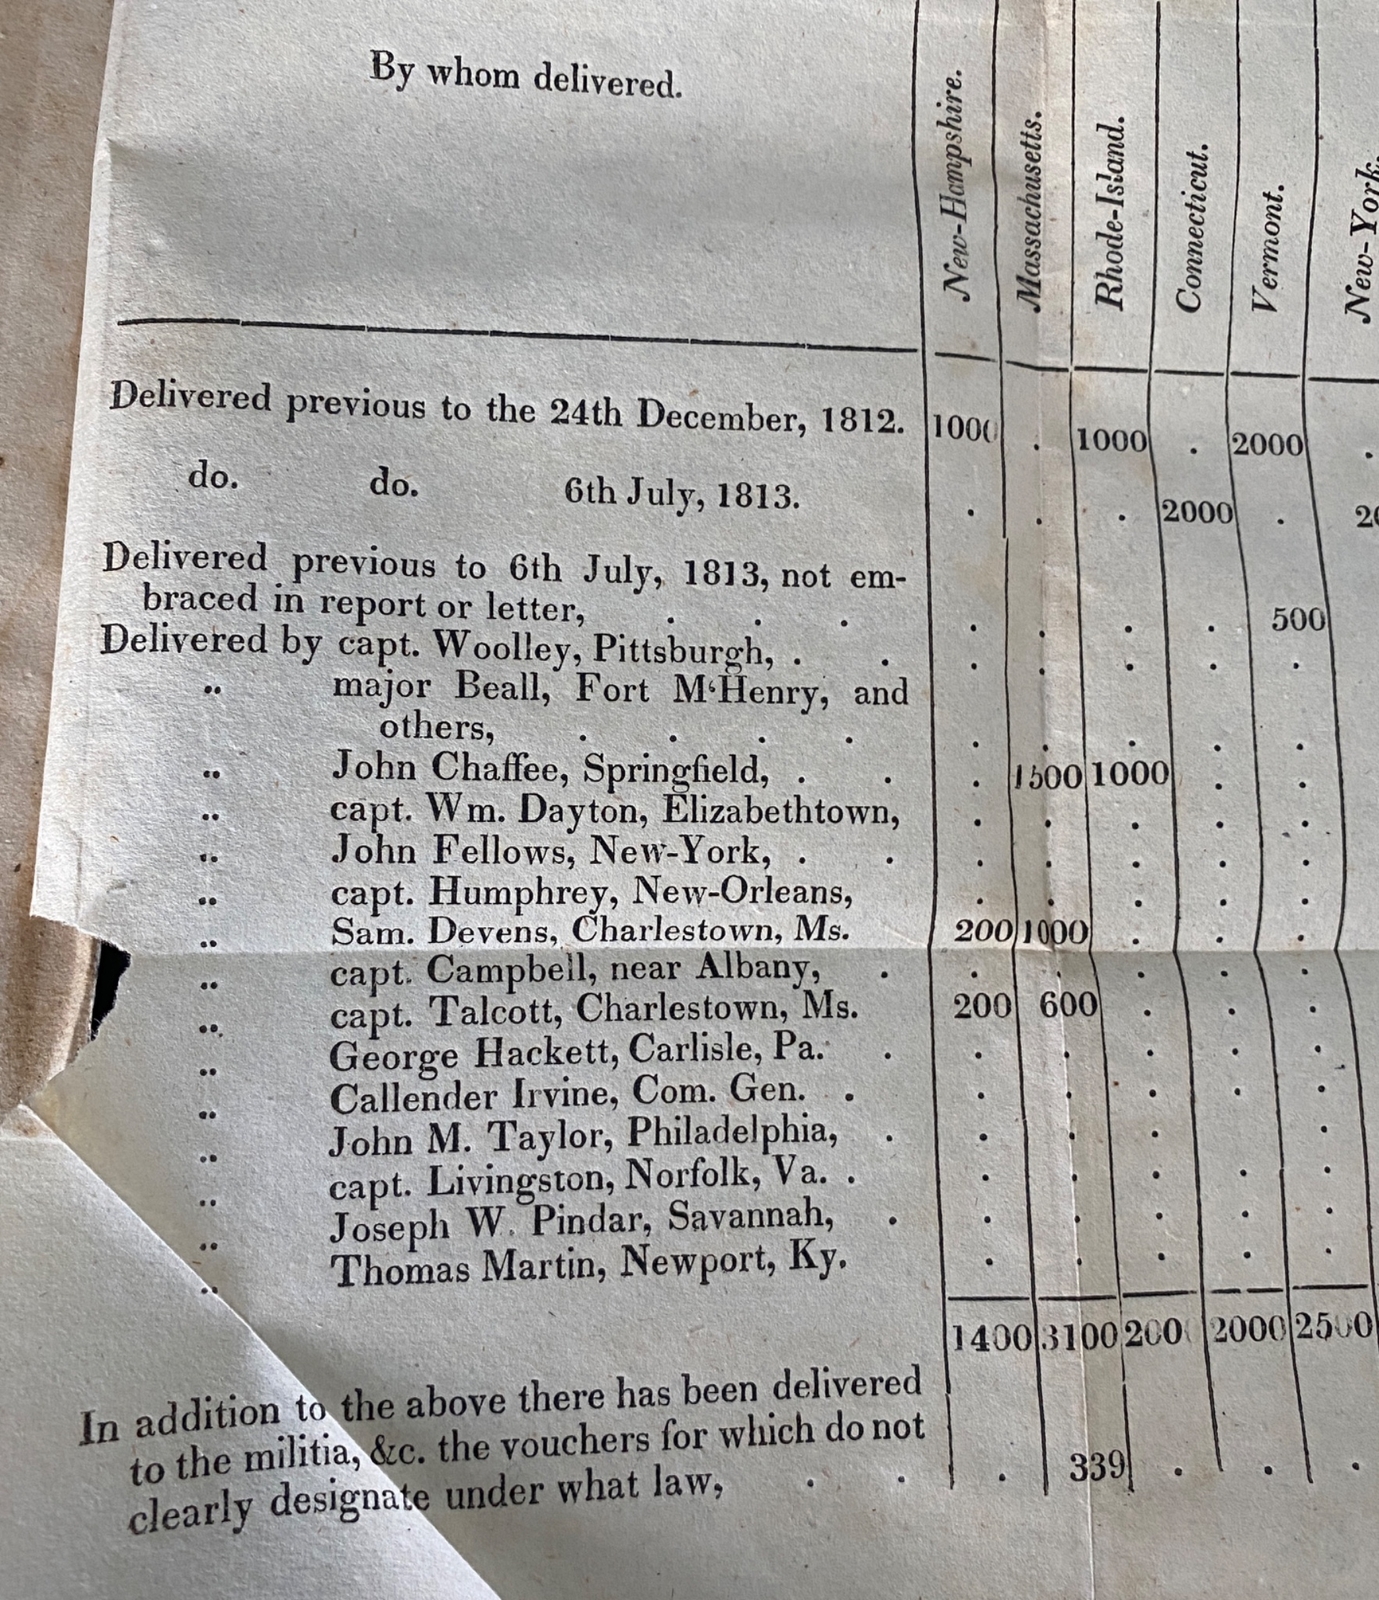 By whom delivered. New-Hampshire. Massachusetts. Rhode-Island. Connecticut. Vermont. New-York.
Delivered previous to the 24th December, 1812. 1000 . 1000 . 2000 .
do. do. 6th July, 1813. . . . 2000 .
Delivered previous to 6th July, 1813, not em-
braced in report or letter, . . . . . . . 500
Delivered by capt. Woolley, Pittsburgh, . . . . . . .
" major Beall, Fort M‘Henry, and
others, . . . . . . . . .
" John Chaffee, Springfield, . . . 1500 1000 . .
" capt. Wm. Dayton, Elizabethtown, . . . . .
" John Fellows, New-York, . . . . . . .
" capt. Humphrey, New-Orleans, . . . . .
" Sam. Devens, Charlestown, Ms. 200 1000 . . .
" capt. Campbell, near Albany, . . . . . .
" capt. Talcott, Charlestown, Ms. 200 600 . . .
" George Hackett, Carlisle, Pa. . . . . . .
" Callender Irvine, Com. Gen. . . . . . .
" John M. Taylor, Philadelphia, . . . . .
" capt. Livingston, Norfolk, Va. . . . . . .
" Joseph W. Pindar, Savannah, . . . . . .
" Thomas Martin, Newport, Ky. . . . . .
1400 3100 2000 2000 2500
In addition to the above there has been delivered
to the militia, &c. the vouchers for which do not
clearly designate under what law, . . . 339 . . .